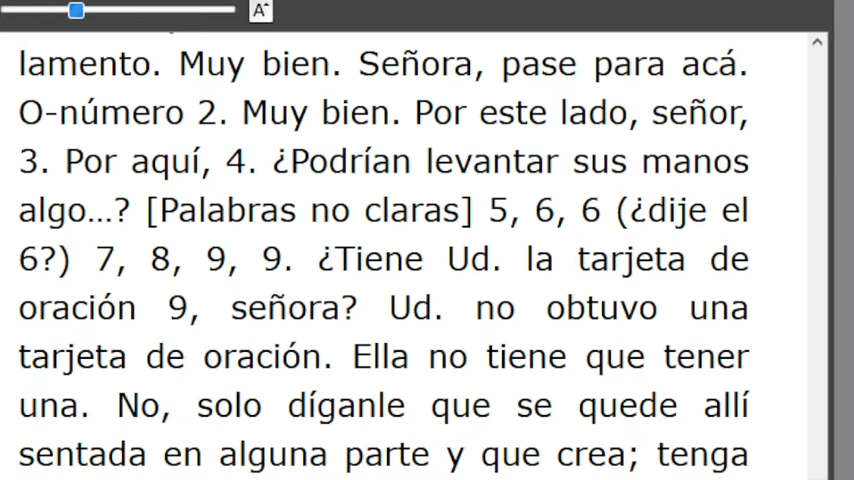 A
lamento. Muy bien. Señora, pase para acá.
O-número 2. Muy bien. Por este lado, señor,
3. Por aquí, 4. ¿Podrían levantar sus manos
algo...? [Palabras no claras] 5, 6, 6 (¿dije el
6?) 7, 8, 9, 9. ¿Tiene Ud. la tarjeta de
oración 9, señora? Ud. no obtuvo una
tarjeta de oración. Ella no tiene que tener
una. No, solo díganle que se quede allí
sentada en alguna parte y que crea; tenga